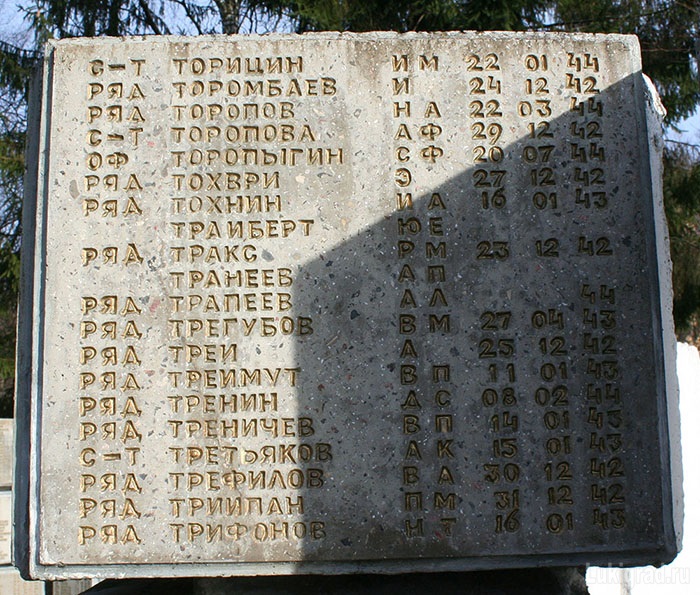 С-Т ТОРИЦИН И М 22 01 44
РЯД ТОРОМБАЕВ И 24 12 42
РЯД ТОРОПОВ Н А 22 03 44
С-Т ТОРОПОВА А Ф 29 12 42
ОФ ТОРОПЫГИН С Ф 20 07 44
РЯД ТОХВРИ Э 27 12 42
РЯД ТОХНИН И А 16 01 43
ТРАИБЕРТ Ю Е
РЯД ТРАКС Р М 23 12 42
ТРАНЕЕВ А П
РЯД ТРАПЕЕВ А Л 44
РЯД ТРЕГУБОВ В М 27 04 43
РЯД ТРЕИ А 25 12 42
РЯД ТРЕИМУТ В П 11 01 43
РЯД ТРЕНИН Д С 08 02 44
РЯД ТРЕНИЧЕВ В П 14 01 43
С-Т ТРЕТЬЯКОВ А К 15 01 43
РЯД ТРЕФИЛОВ В А 30 12 42
РЯД ТРИИПАН П М 31 12 42
РЯД ТРИФОНОВ Н Т 16 01 43